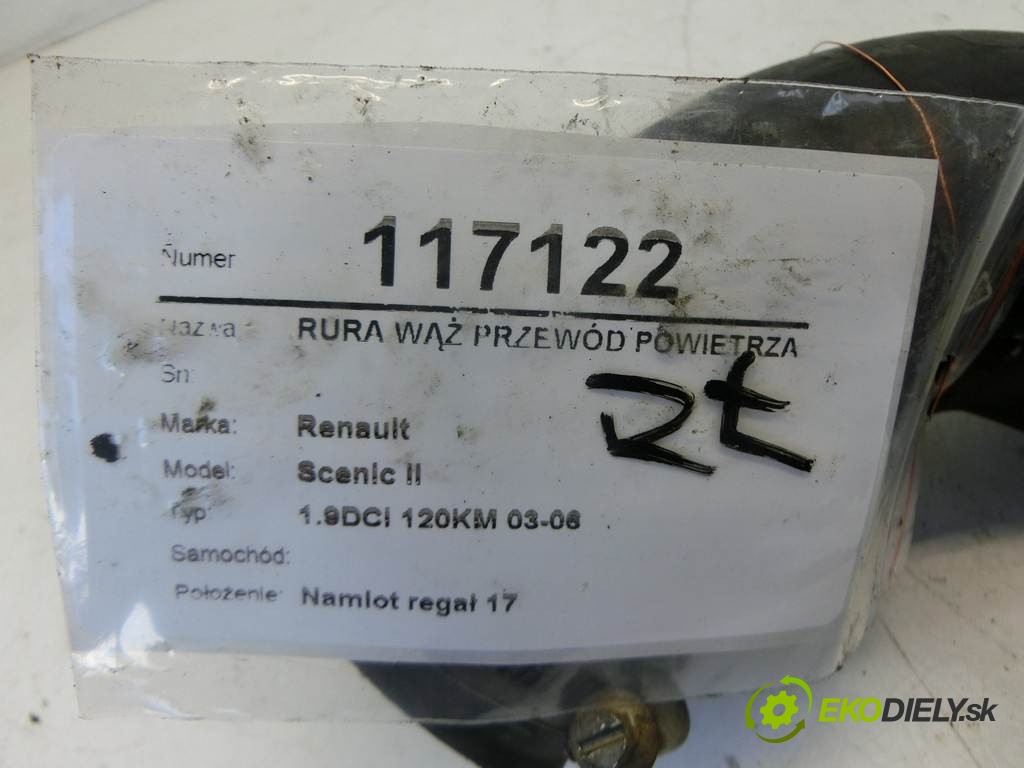 Numer 117122
Nazwa: RURA WĄŻ PRZEWÓD POWIETRZA
Sn:
Marka: Renault
Model: Scenic II
Typ: 1.9DCI 120KM 03-06
Samochód:
Położenie: Namiot regał 17
EKODIELY.sk